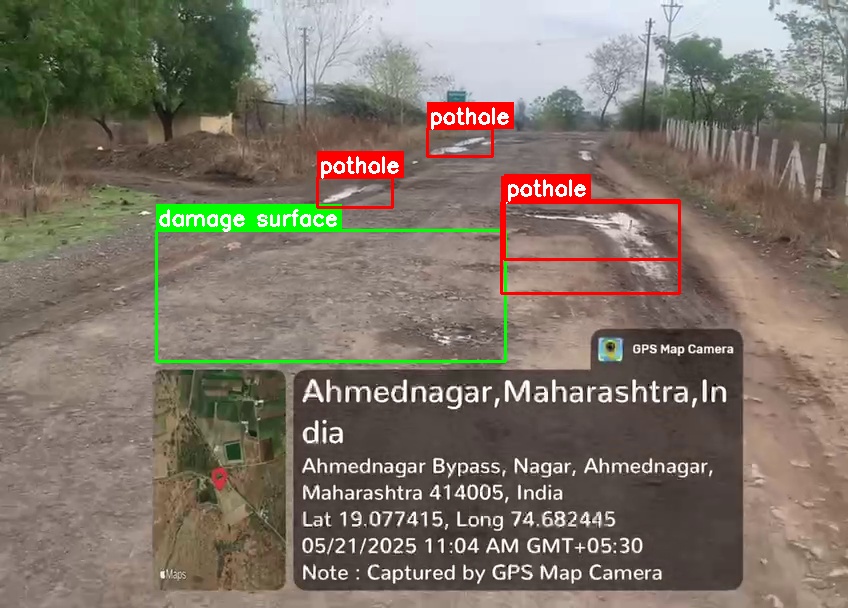 pothole
pothole
pothole
damage surface
GPS Map Camera
Ahmednagar,Maharashtra,In
dia
Ahmednagar Bypass, Nagar, Ahmednagar,
Maharashtra 414005, India
Lat 19.077415, Long 74.682445
05/21/2025 11:04 AM GMT+05:30
Note : Captured by GPS Map Camera
Maps